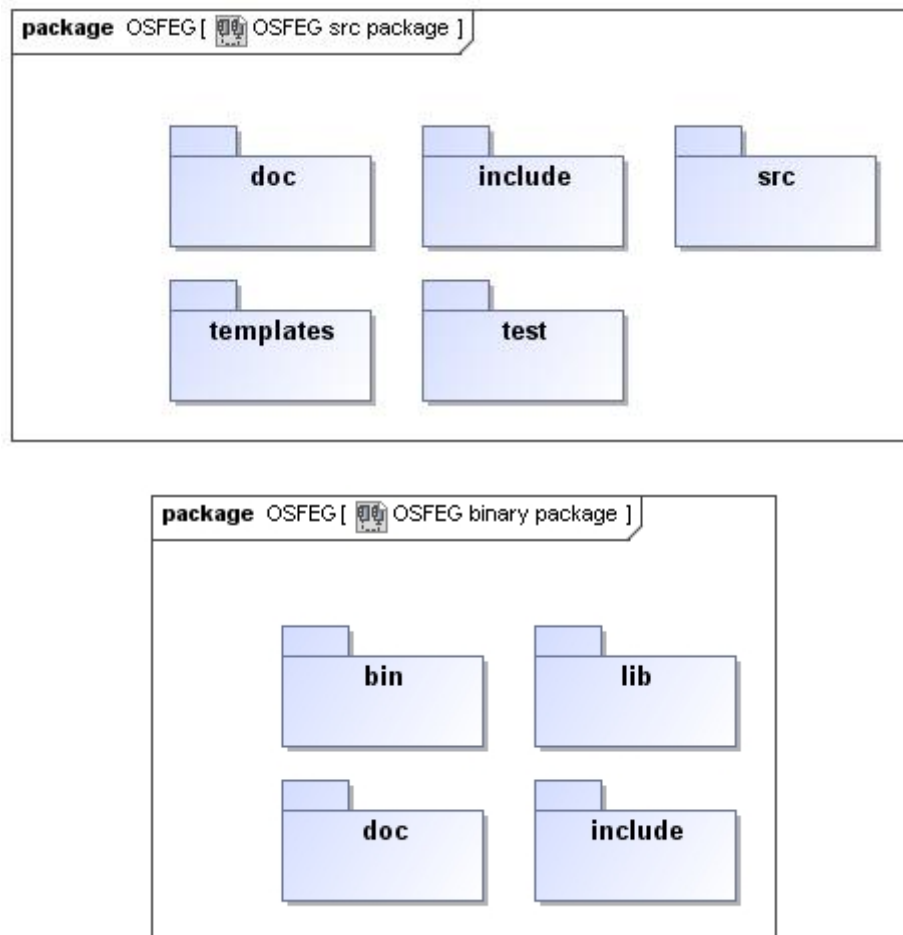 package OSFEG [ OSFEG src package ]
doc include src
templates test
package OSFEG [ OSFEG binary package ]
bin lib
doc include